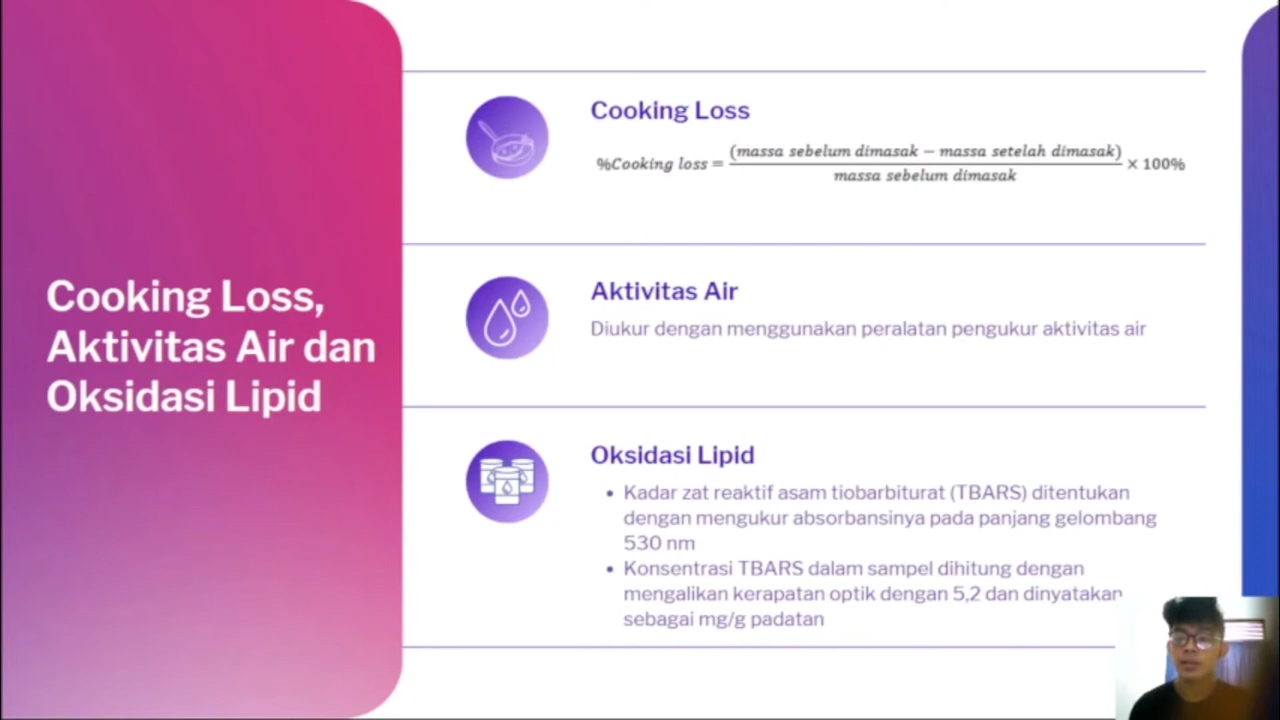 Cooking Loss,
Aktivitas Air dan
Oksidasi Lipid
Cooking Loss
%Cooking loss = (massa sebelum dimasak − massa setelah dimasak) / massa sebelum dimasak × 100%
Aktivitas Air
Diukur dengan menggunakan peralatan pengukur aktivitas air
Oksidasi Lipid
• Kadar zat reaktif asam tiobarbiturat (TBARS) ditentukan
dengan mengukur absorbansinya pada panjang gelombang
530 nm
• Konsentrasi TBARS dalam sampel dihitung dengan
mengalikan kerapatan optik dengan 5,2 dan dinyatakan
sebagai mg/g padatan